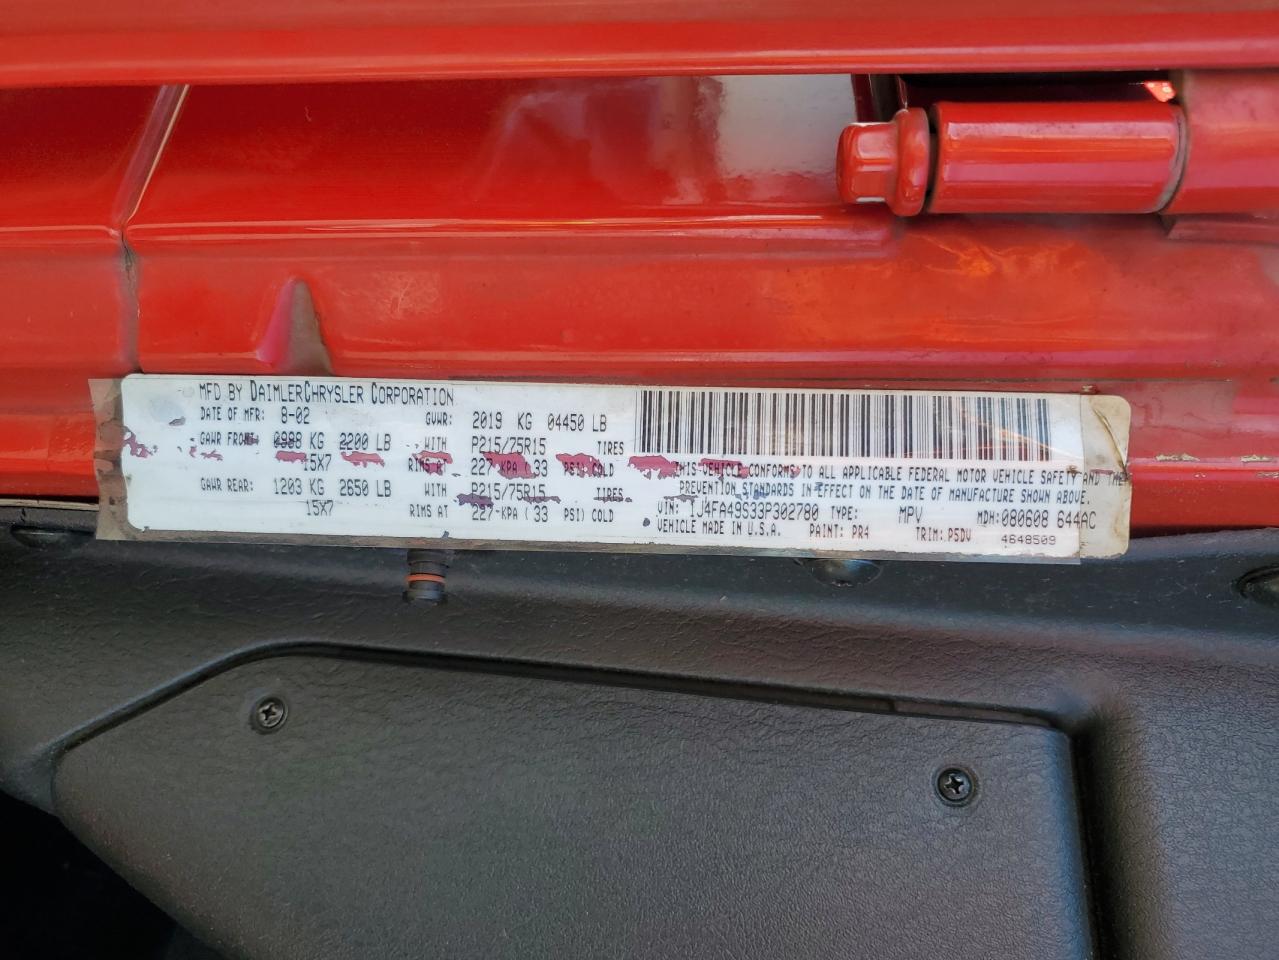 MFD BY DAIMLERCHRYSLER CORPORATION
DATE OF MFR: 8-02 GVWR: 2019 KG 04450 LB
GAWR FRONT 0988 KG 2200 LB WITH P215/75R15 TIRES
15X7 RIMS AT 227-KPA ( 33 PSI) COLD
GAWR REAR: 1203 KG 2650 LB WITH P215/75R15 TIRES
15X7 RIMS AT 227-KPA ( 33 PSI) COLD
THIS VEHICLE CONFORMS TO ALL APPLICABLE FEDERAL MOTOR VEHICLE SAFETY AND THE
PREVENTION STANDARDS IN EFFECT ON THE DATE OF MANUFACTURE SHOWN ABOVE.
VIN: 1J4FA49S33P302780 TYPE: MPV MDH:080608 644AC
VEHICLE MADE IN U.S.A. PAINT: PR4 TRIM: P5DV 4648509